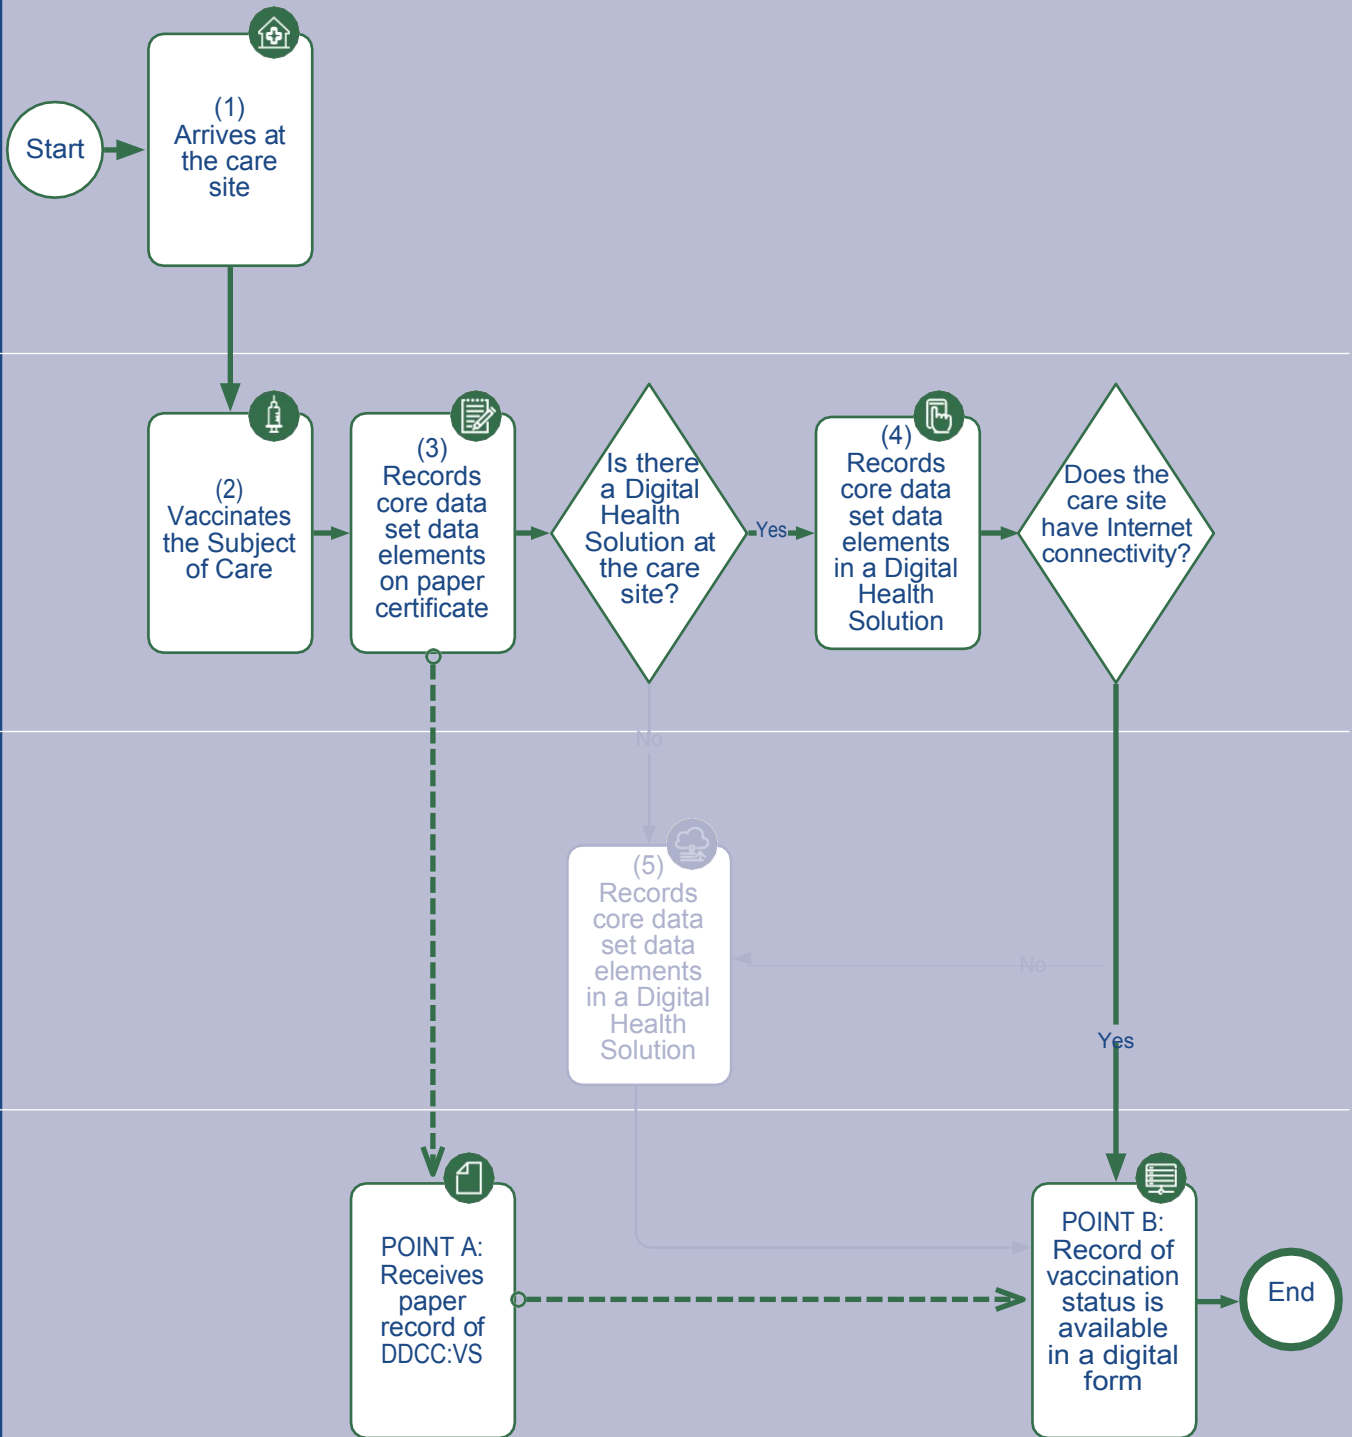 Start
(1)
Arrives at
the care
site
(2)
Vaccinates
the Subject
of Care
(3)
Records
core data
set data
elements
on paper
certificate
Is there
a Digital
Health
Solution at
the care
site?
Yes
(4)
Records
core data
set data
elements
in a Digital
Health
Solution
Does the
care site
have Internet
connectivity?
No
(5)
Records
core data
set data
elements
in a Digital
Health
Solution
No
Yes
POINT A:
Receives
paper
record of
DDCC:VS
POINT B:
Record of
vaccination
status is
available
in a digital
form
End